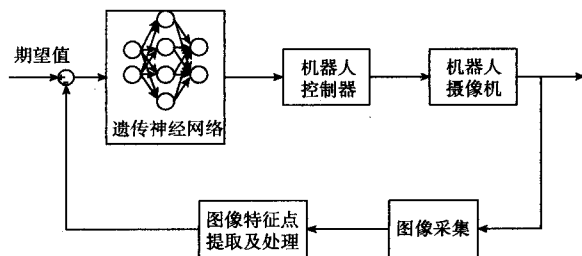 期望值
遗传神经网络
机器人
控制器
机器人
摄像机
图像特征点
提取及处理
图像采集